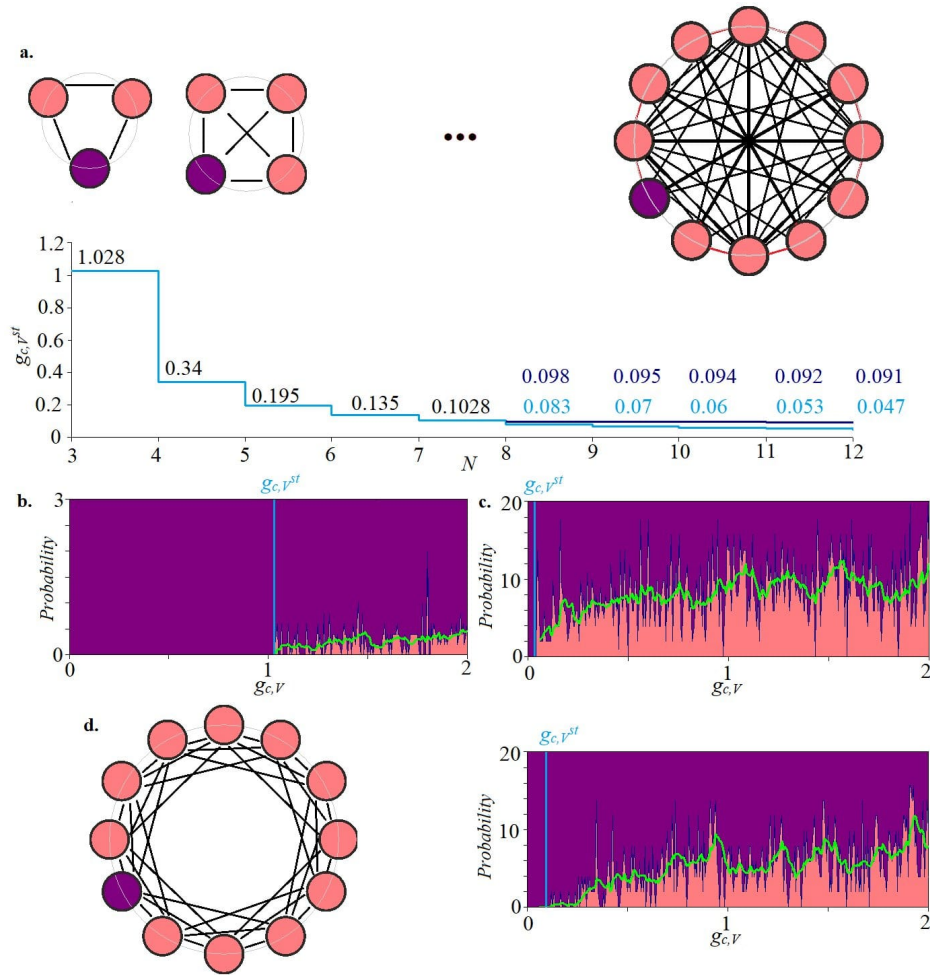 a.
•••
g_{c,V^{st}}
1.2
1
0.8
0.6
0.4
0.2
0
1.028
0.34
0.195
0.135
0.1028
0.098 0.095 0.094 0.092 0.091
0.083 0.07 0.06 0.053 0.047
3 4 5 6 7 8 9 10 11 12
N
b.
g_{c,V^{st}}
Probability
3
0
0 1 2
g_{c,V}
c.
g_{c,V^{st}}
Probability
20
10
0
0 1 2
g_{c,V}
d.
g_{c,V^{st}}
Probability
20
10
0
0 1 2
g_{c,V}